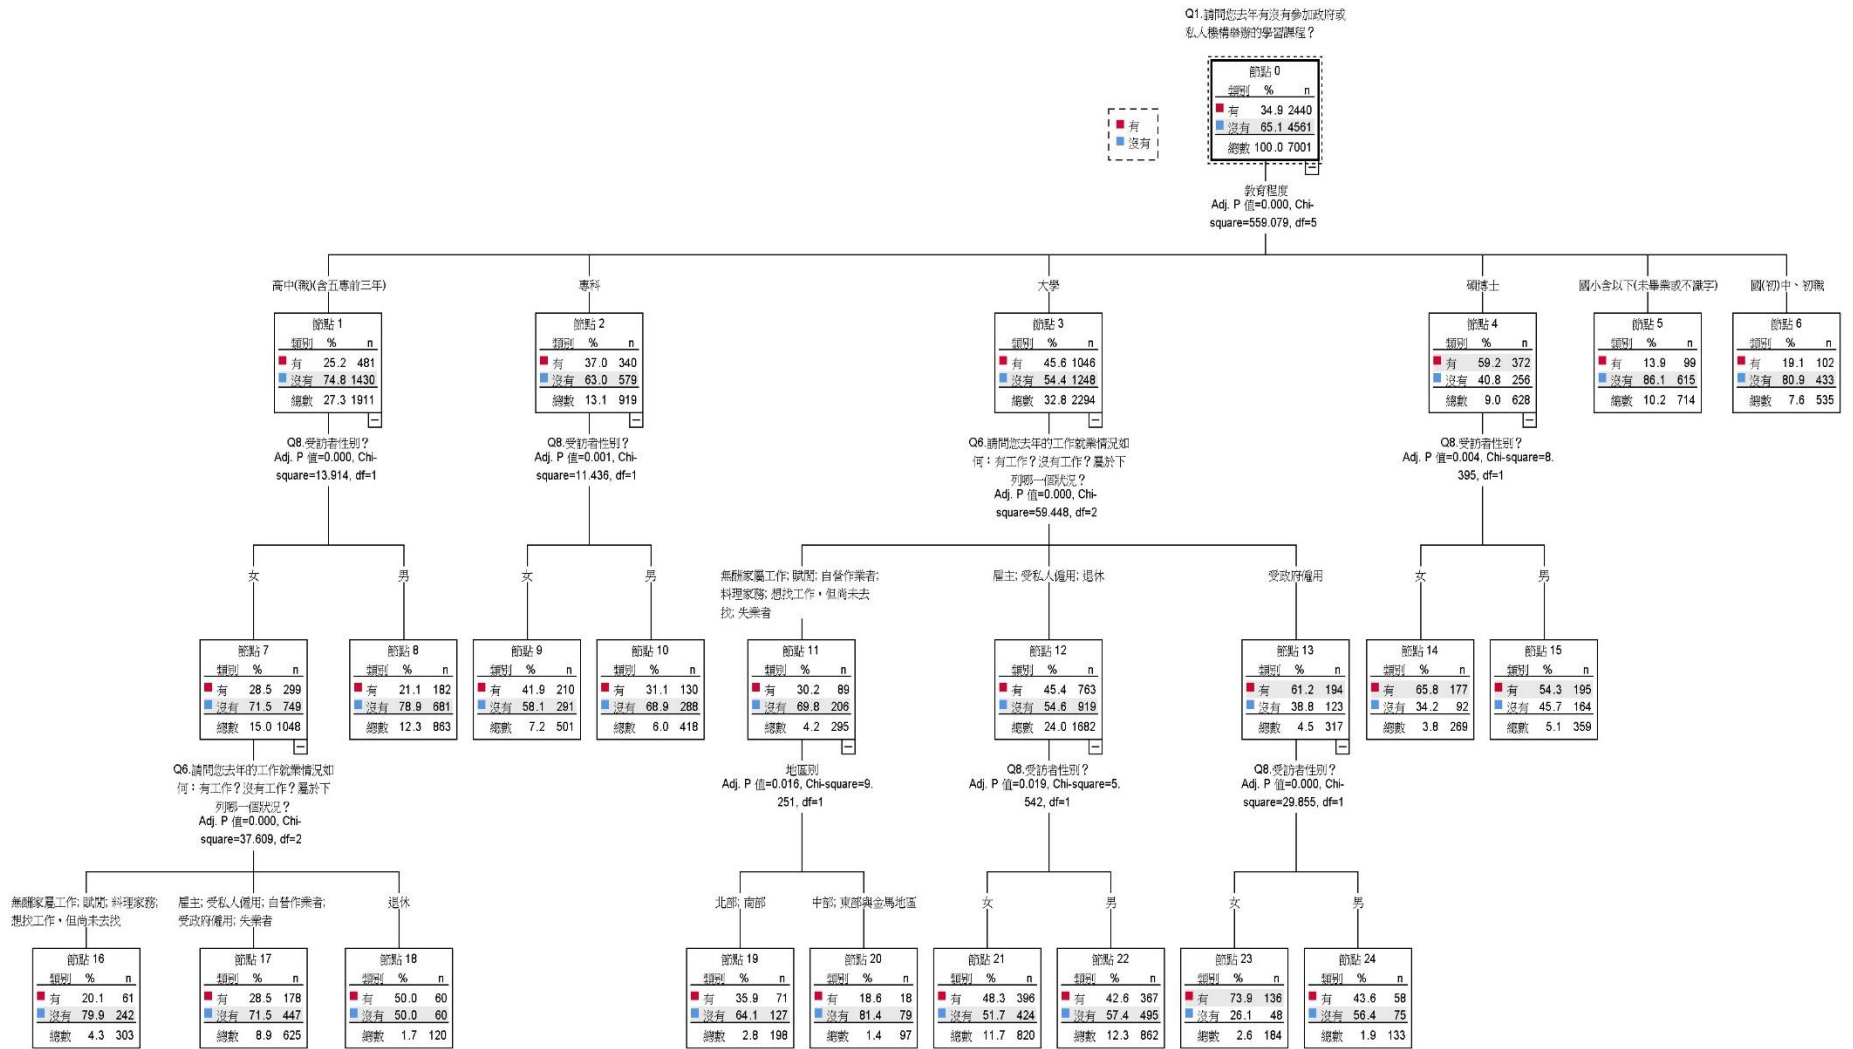 Q1.請問您去年有沒有參加政府或
私人機構舉辦的學習課程？
節點 0
類別 % n
有 34.9 2440
沒有 65.1 4561
總數 100.0 7001
有
沒有
教育程度
Adj. P 值=0.000, Chi-
square=559.079, df=5
高中(職)(含五專前三年)
專科
大學
碩博士
國小含以下(未畢業或不識字)
國(初)中、初職
節點 1
類別 % n
有 25.2 481
沒有 74.8 1430
總數 27.3 1911
節點 2
類別 % n
有 37.0 340
沒有 63.0 579
總數 13.1 919
節點 3
類別 % n
有 45.6 1046
沒有 54.4 1248
總數 32.8 2294
節點 4
類別 % n
有 59.2 372
沒有 40.8 256
總數 9.0 628
節點 5
類別 % n
有 13.9 99
沒有 86.1 615
總數 10.2 714
節點 6
類別 % n
有 19.1 102
沒有 80.9 433
總數 7.6 535
Q8.受訪者性別？
Adj. P 值=0.000, Chi-
square=13.914, df=1
Q8.受訪者性別？
Adj. P 值=0.001, Chi-
square=11.436, df=1
Q6.請問您去年的工作就業情況如
何：有工作？沒有工作？屬於下
列哪一個狀況？
Adj. P 值=0.000, Chi-
square=59.448, df=2
Q8.受訪者性別？
Adj. P 值=0.004, Chi-square=8.
395, df=1
女
男
女
男
無酬家屬工作; 賦閒; 自營作業者;
料理家務; 想找工作，但尚未去
找; 失業者
雇主; 受私人僱用; 退休
受政府僱用
女
男
節點 7
類別 % n
有 28.5 299
沒有 71.5 749
總數 15.0 1048
節點 8
類別 % n
有 21.1 182
沒有 78.9 681
總數 12.3 863
節點 9
類別 % n
有 41.9 210
沒有 58.1 291
總數 7.2 501
節點 10
類別 % n
有 31.1 130
沒有 68.9 288
總數 6.0 418
節點 11
類別 % n
有 30.2 89
沒有 69.8 206
總數 4.2 295
節點 12
類別 % n
有 45.4 763
沒有 54.6 919
總數 24.0 1682
節點 13
類別 % n
有 61.2 194
沒有 38.8 123
總數 4.5 317
節點 14
類別 % n
有 65.8 177
沒有 34.2 92
總數 3.8 269
節點 15
類別 % n
有 54.3 195
沒有 45.7 164
總數 5.1 359
Q6.請問您去年的工作就業情況如
何：有工作？沒有工作？屬於下
列哪一個狀況？
Adj. P 值=0.000, Chi-
square=37.609, df=2
地區別
Adj. P 值=0.016, Chi-square=9.
251, df=1
Q8.受訪者性別？
Adj. P 值=0.019, Chi-square=5.
542, df=1
Q8.受訪者性別？
Adj. P 值=0.000, Chi-
square=29.855, df=1
無酬家屬工作; 賦閒; 料理家務;
想找工作，但尚未去找
雇主; 受私人僱用; 自營作業者;
受政府僱用; 失業者
退休
北部; 南部
中部; 東部與金馬地區
女
男
女
男
節點 16
類別 % n
有 20.1 61
沒有 79.9 242
總數 4.3 303
節點 17
類別 % n
有 28.5 178
沒有 71.5 447
總數 8.9 625
節點 18
類別 % n
有 50.0 60
沒有 50.0 60
總數 1.7 120
節點 19
類別 % n
有 35.9 71
沒有 64.1 127
總數 2.8 198
節點 20
類別 % n
有 18.6 18
沒有 81.4 79
總數 1.4 97
節點 21
類別 % n
有 48.3 396
沒有 51.7 424
總數 11.7 820
節點 22
類別 % n
有 42.6 367
沒有 57.4 495
總數 12.3 862
節點 23
類別 % n
有 73.9 136
沒有 26.1 48
總數 2.6 184
節點 24
類別 % n
有 43.6 58
沒有 56.4 75
總數 1.9 133